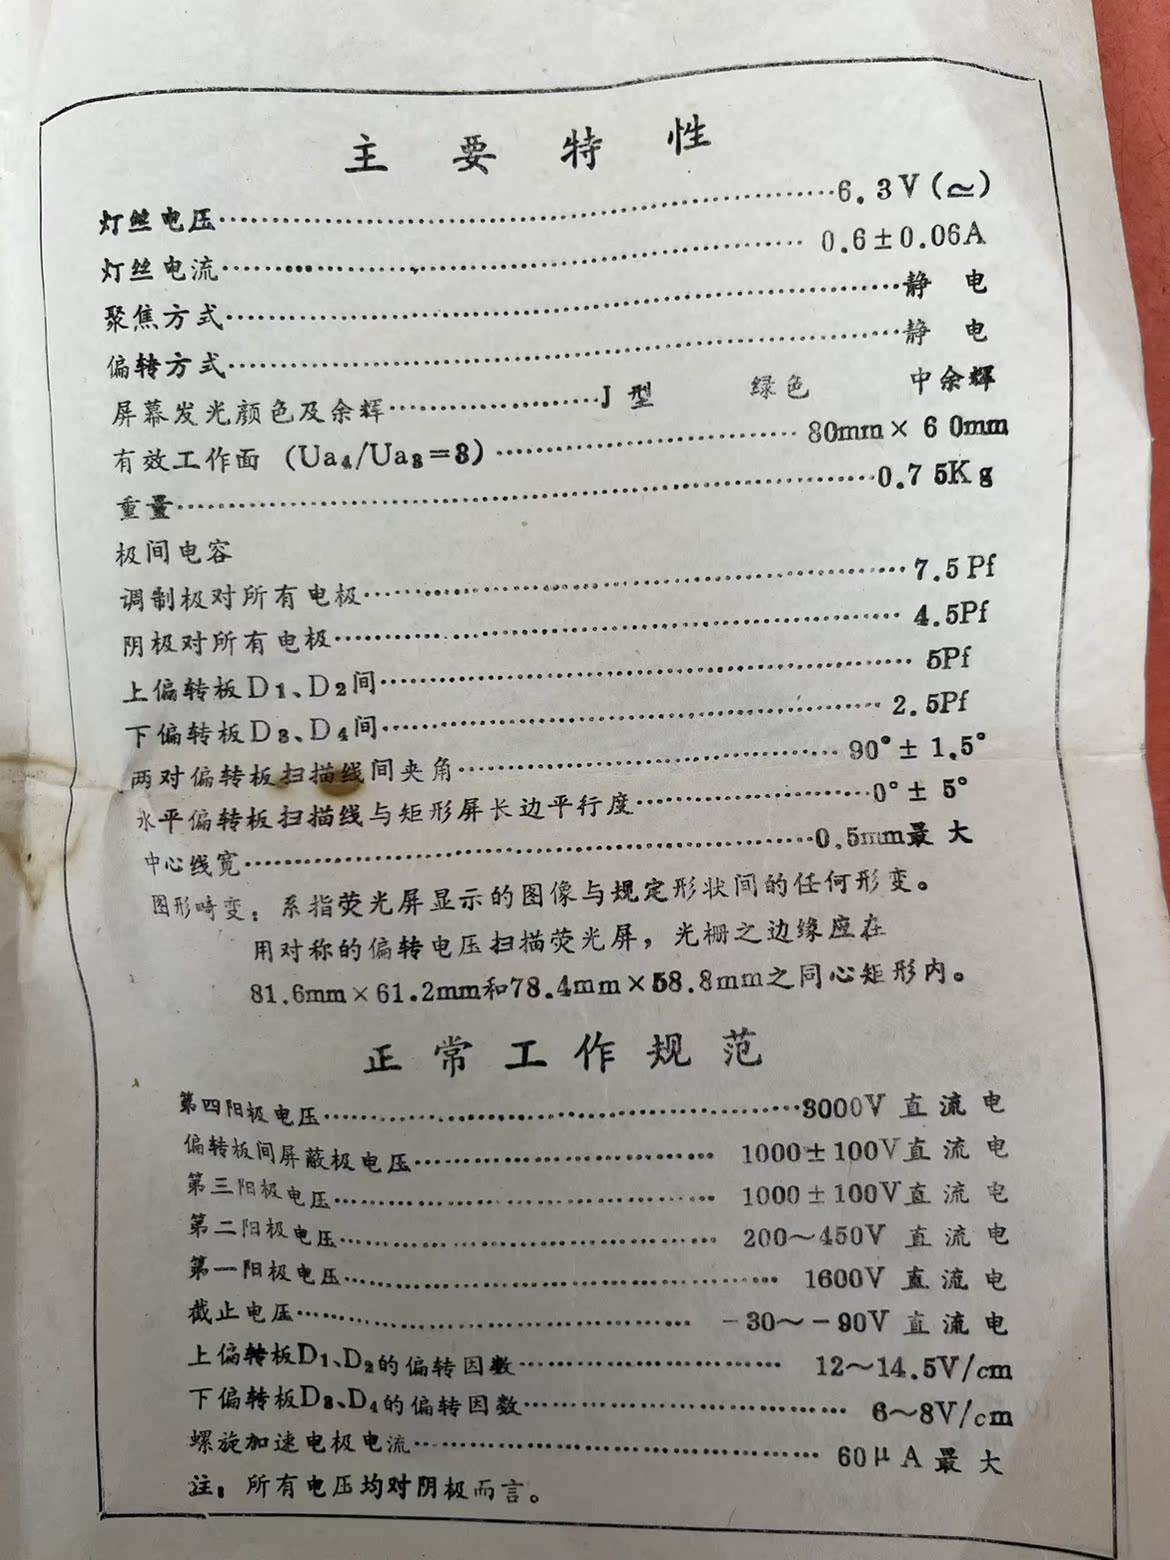 主要特性
灯丝电压……6.3V(≃)
灯丝电流……0.6±0.06A
聚焦方式……静 电
偏转方式……静 电
屏幕发光颜色及余辉……J型 绿色 中余辉
有效工作面 (Ua₄/Ua₃=3)……80mm×60mm
重量……0.75Kg
极间电容
调制极对所有电极……7.5Pf
阴极对所有电极……4.5Pf
上偏转板D₁、D₂间……5Pf
下偏转板D₃、D₄间……2.5Pf
两对偏转板扫描线间夹角……90°±1.5°
水平偏转板扫描线与矩形屏长边平行度……0°±5°
中心线宽……0.5mm最大
图形畸变：系指荧光屏显示的图像与规定形状间的任何形变。
用对称的偏转电压扫描荧光屏，光栅之边缘应在
81.6mm×61.2mm和78.4mm×58.8mm之同心矩形内。
正常工作规范
第四阳极电压……3000V 直流电
偏转板间屏蔽极电压……1000±100V直流电
第三阳极电压……1000±100V直流电
第二阳极电压……200～450V 直流电
第一阳极电压……1600V 直流电
截止电压……-30～-90V 直流电
上偏转板D₁、D₂的偏转因数……12～14.5V/cm
下偏转板D₃、D₄的偏转因数……6～8V/cm
螺旋加速电极电流……60μA最大
注：所有电压均对阴极而言。